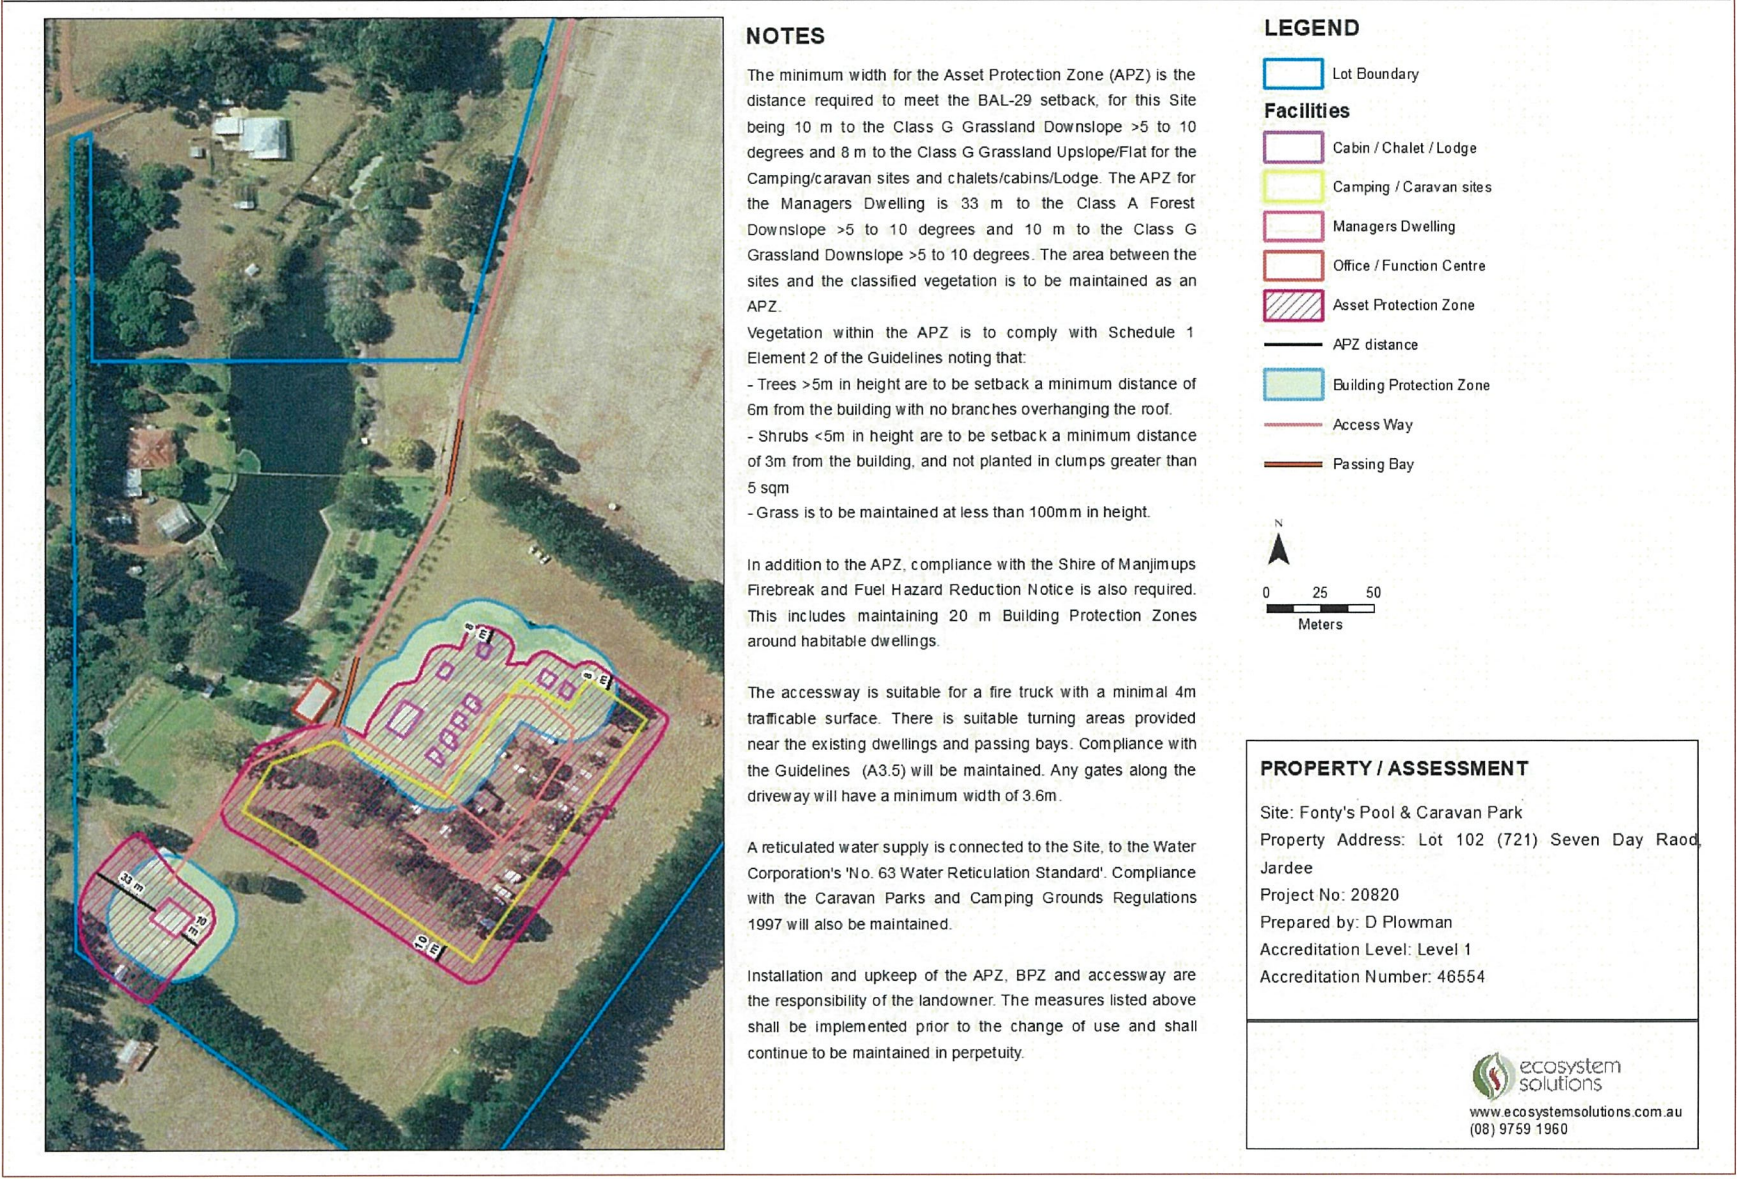 NOTES
The minimum width for the Asset Protection Zone (APZ) is the
distance required to meet the BAL-29 setback, for this Site
being 10 m to the Class G Grassland Downslope >5 to 10
degrees and 8 m to the Class G Grassland Upslope/Flat for the
Camping/caravan sites and chalets/cabins/Lodge. The APZ for
the Managers Dwelling is 33 m to the Class A Forest
Downslope >5 to 10 degrees and 10 m to the Class G
Grassland Downslope >5 to 10 degrees. The area between the
sites and the classified vegetation is to be maintained as an
APZ.
Vegetation within the APZ is to comply with Schedule 1
Element 2 of the Guidelines noting that:
- Trees >5m in height are to be setback a minimum distance of
6m from the building with no branches overhanging the roof.
- Shrubs <5m in height are to be setback a minimum distance
of 3m from the building, and not planted in clumps greater than
5 sqm
- Grass is to be maintained at less than 100mm in height.
In addition to the APZ, compliance with the Shire of Manjimups
Firebreak and Fuel Hazard Reduction Notice is also required.
This includes maintaining 20 m Building Protection Zones
around habitable dwellings.
The accessway is suitable for a fire truck with a minimal 4m
trafficable surface. There is suitable turning areas provided
near the existing dwellings and passing bays. Compliance with
the Guidelines (A3.5) will be maintained. Any gates along the
driveway will have a minimum width of 3.6m.
A reticulated water supply is connected to the Site, to the Water
Corporation's 'No. 63 Water Reticulation Standard'. Compliance
with the Caravan Parks and Camping Grounds Regulations
1997 will also be maintained.
Installation and upkeep of the APZ, BPZ and accessway are
the responsibility of the landowner. The measures listed above
shall be implemented prior to the change of use and shall
continue to be maintained in perpetuity.
LEGEND
Lot Boundary
Facilities
Cabin / Chalet / Lodge
Camping / Caravan sites
Managers Dwelling
Office / Function Centre
Asset Protection Zone
APZ distance
Building Protection Zone
Access Way
Passing Bay
N
0 25 50
Meters
8 m
8 m
33 m
10 m
10 m
PROPERTY / ASSESSMENT
Site: Fonty's Pool & Caravan Park
Property Address: Lot 102 (721) Seven Day Raod,
Jardee
Project No: 20820
Prepared by: D Plowman
Accreditation Level: Level 1
Accreditation Number: 46554
ecosystem
solutions
www.ecosystemsolutions.com.au
(08) 9759 1960